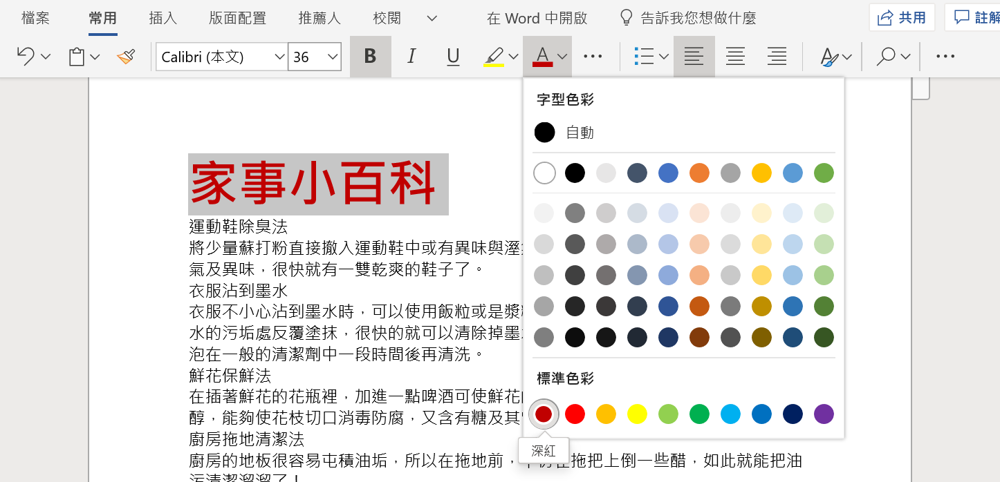 檔案 常用 插入 版面配置 推薦人 校閱 在 Word 中開啟 告訴我您想做什麼 共用 註解
Calibri (本文) 36 B I U A
字型色彩
自動
家事小百科
運動鞋除臭法
將少量蘇打粉直接撤入運動鞋中或有異味與溼
氣及異味，很快就有一雙乾爽的鞋子了。
衣服沾到墨水
衣服不小心沾到墨水時，可以使用飯粒或是漿
水的污垢處反覆塗抹，很快的就可以清除掉墨
泡在一般的清潔劑中一段時間後再清洗。
鮮花保鮮法
在插著鮮花的花瓶裡，加進一點啤酒可使鮮花
醇，能夠使花枝切口消毒防腐，又含有糖及其
標準色彩
深紅
廚房拖地清潔法
廚房的地板很容易屯積油垢，所以在拖地前，在拖把上倒一些醋，如此就能把油
污清潔溜溜了！